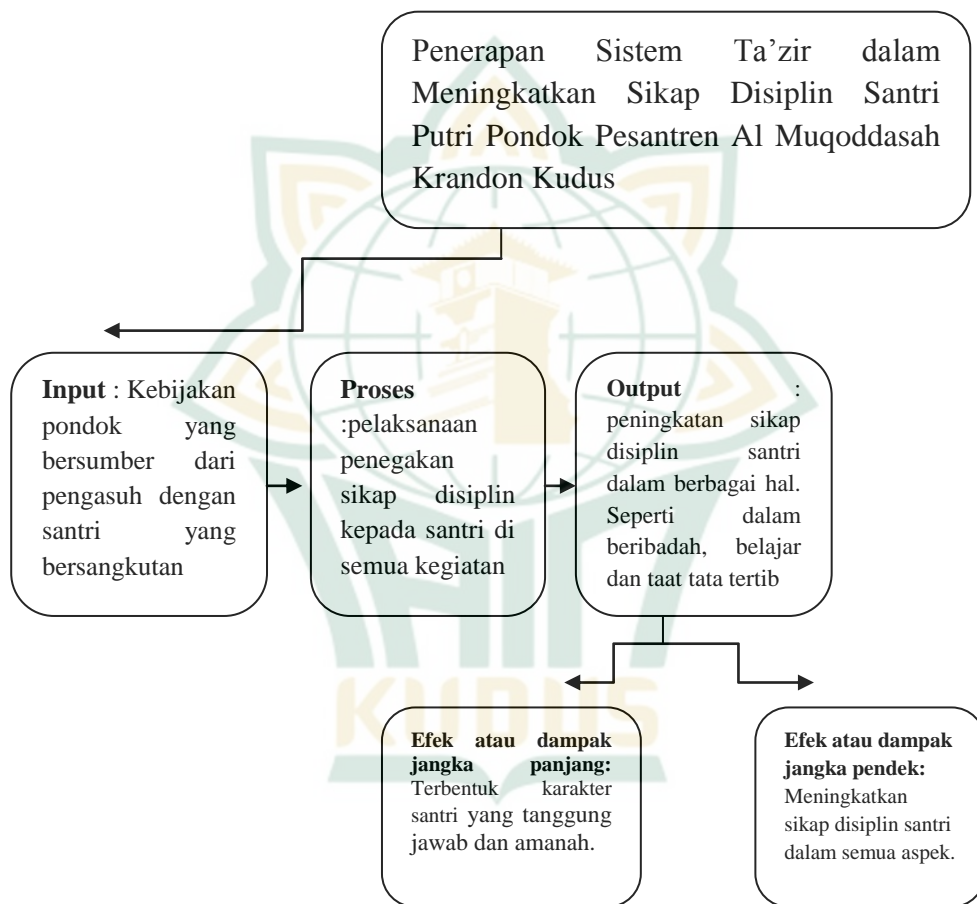 Penerapan Sistem Ta’zir dalam
Meningkatkan Sikap Disiplin Santri
Putri Pondok Pesantren Al Muqoddasah
Krandon Kudus
Input : Kebijakan
pondok yang
bersumber dari
pengasuh dengan
santri yang
bersangkutan
Proses
:pelaksanaan
penegakan
sikap disiplin
kepada santri di
semua kegiatan
Output :
peningkatan sikap
disiplin santri
dalam berbagai hal.
Seperti dalam
beribadah, belajar
dan taat tata tertib
Efek atau dampak
jangka panjang:
Terbentuk karakter
santri yang tanggung
jawab dan amanah.
Efek atau dampak
jangka pendek:
Meningkatkan
sikap disiplin santri
dalam semua aspek.
KUDUS